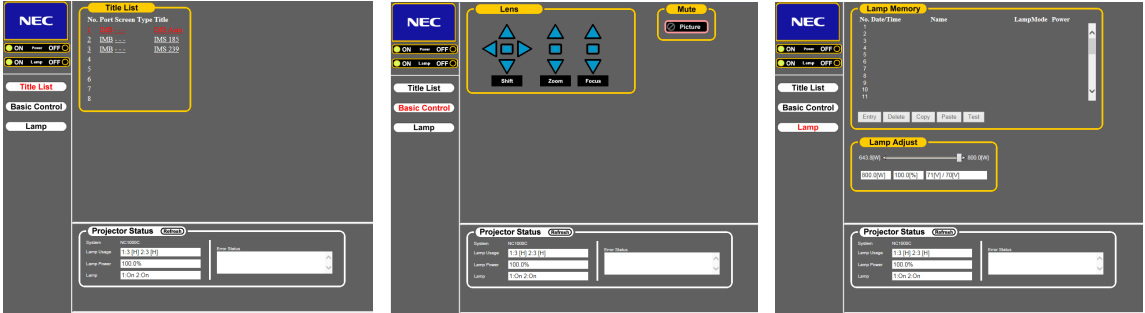 NEC
ON Power OFF
ON Lamp OFF
Title List
Basic Control
Lamp
Title List
No. Port Screen Type Title
1
2 IMB - - - IMS 185
3 IMB - - - IMS 239
4
5
6
7
8
Projector Status Refresh
System NC1000C
Lamp Usage 1:3 [H] 2:3 [H]
Lamp Power 100.0%
Lamp 1:On 2:On
Error Status
NEC
ON Power OFF
ON Lamp OFF
Title List
Basic Control
Lamp
Lens
Shift Zoom Focus
Mute
Picture
Projector Status Refresh
System NC1000C
Lamp Usage 1:3 [H] 2:3 [H]
Lamp Power 100.0%
Lamp 1:On 2:On
Error Status
NEC
ON Power OFF
ON Lamp OFF
Title List
Basic Control
Lamp
Lamp Memory
No. Date/Time Name LampMode Power
1
2
3
4
5
6
7
8
9
10
11
Entry Delete Copy Paste Test
Lamp Adjust
643.8[W] 800.0[W]
800.0[W] 100.0[%] 71[V] / 70[V]
Projector Status Refresh
System NC1000C
Lamp Usage 1:3 [H] 2:3 [H]
Lamp Power 100.0%
Lamp 1:On 2:On
Error Status